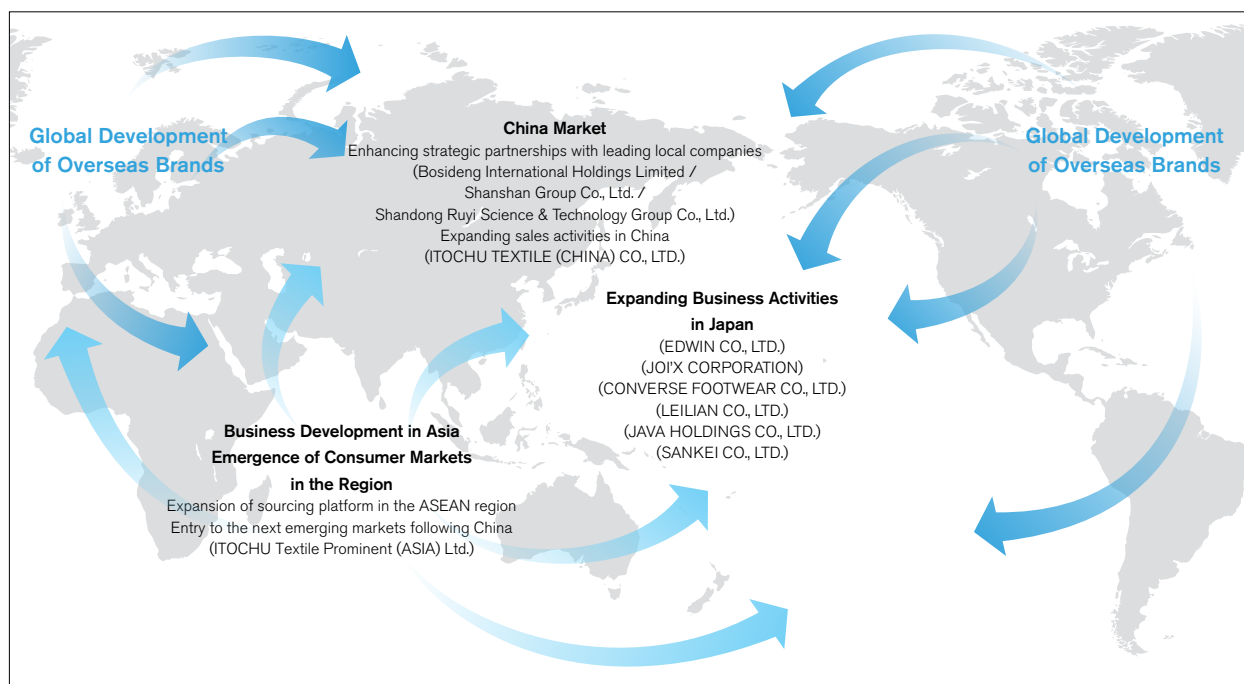 Global Development
of Overseas Brands
China Market
Enhancing strategic partnerships with leading local companies
(Bosideng International Holdings Limited /
Shanshan Group Co., Ltd. /
Shandong Ruyi Science & Technology Group Co., Ltd.)
Expanding sales activities in China
(ITOCHU TEXTILE (CHINA) CO., LTD.)
Global Development
of Overseas Brands
Expanding Business Activities
in Japan
(EDWIN CO., LTD.)
(JOI'X CORPORATION)
(CONVERSE FOOTWEAR CO., LTD.)
(LEILIAN CO., LTD.)
(JAVA HOLDINGS CO., LTD.)
(SANKEI CO., LTD.)
Business Development in Asia
Emergence of Consumer Markets
in the Region
Expansion of sourcing platform in the ASEAN region
Entry to the next emerging markets following China
(ITOCHU Textile Prominent (ASIA) Ltd.)